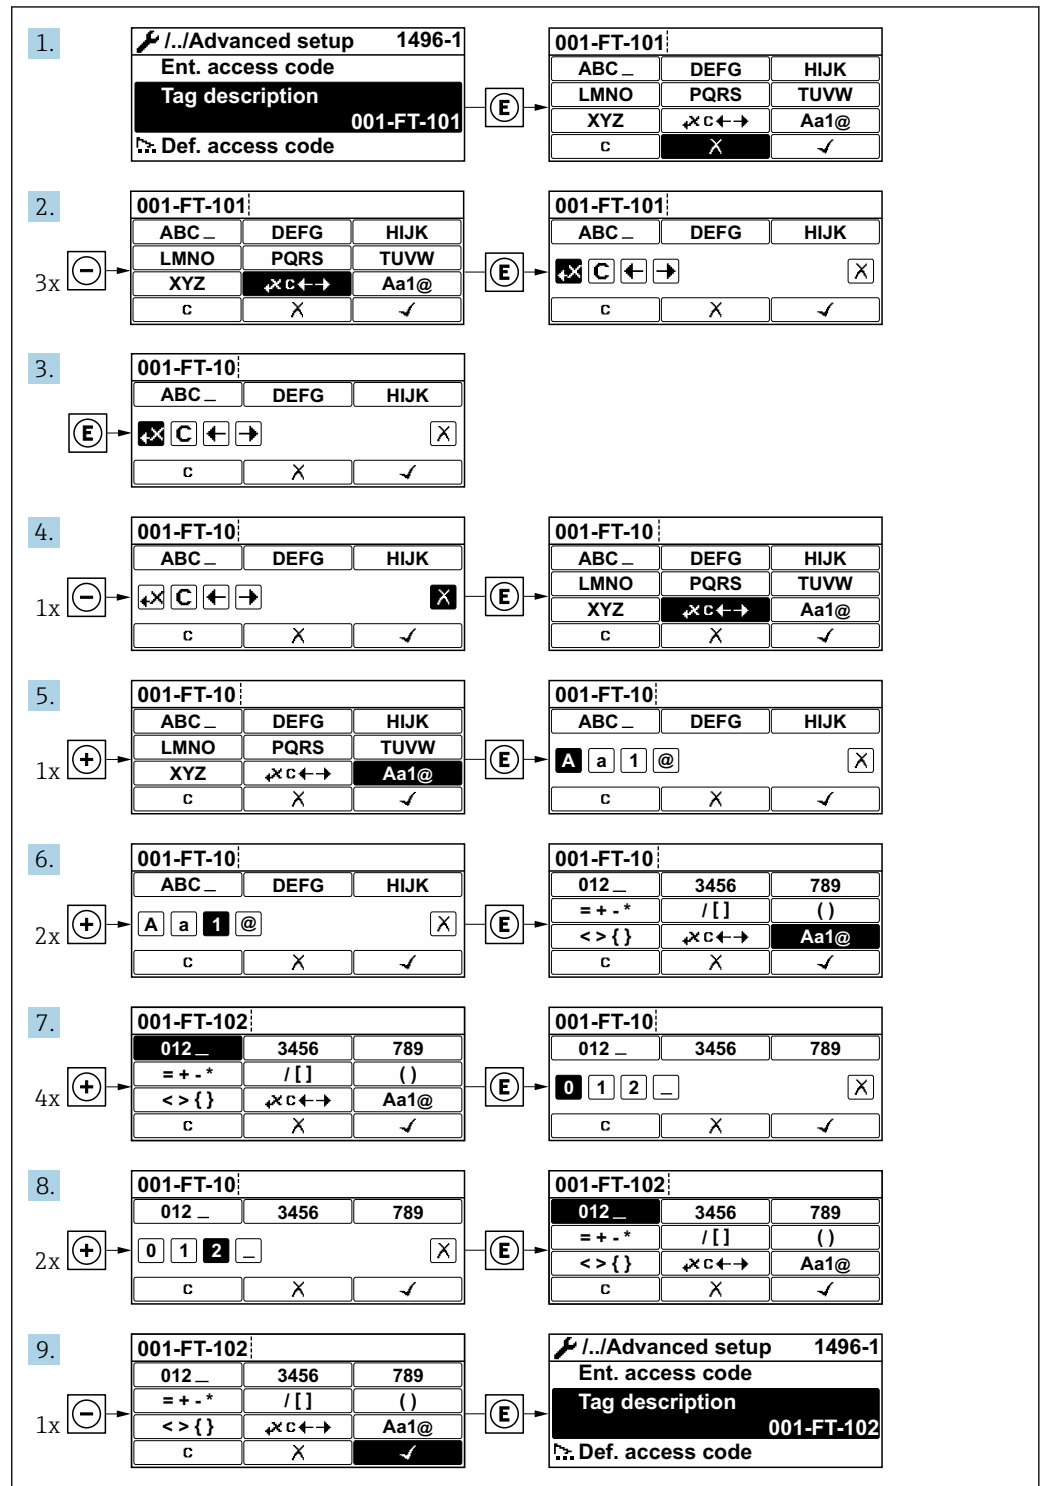 1.
/../Advanced setup 1496-1
Ent. access code
Tag description
001-FT-101
Def. access code
E
001-FT-101
ABC_ DEFG HIJK
LMNO PQRS TUVW
XYZ C←→ Aa1@
C X ✓
2.
3x
001-FT-101
ABC_ DEFG HIJK
LMNO PQRS TUVW
XYZ C←→ Aa1@
C X ✓
E
001-FT-101
ABC_ DEFG HIJK
C ← → X
C X ✓
3.
E
001-FT-10
ABC_ DEFG HIJK
C ← → X
C X ✓
4.
1x
001-FT-10
ABC_ DEFG HIJK
C ← → X
C X ✓
E
001-FT-10
ABC_ DEFG HIJK
LMNO PQRS TUVW
XYZ C←→ Aa1@
C X ✓
5.
1x
001-FT-10
ABC_ DEFG HIJK
LMNO PQRS TUVW
XYZ C←→ Aa1@
C X ✓
E
001-FT-10
ABC_ DEFG HIJK
A a 1 @ X
C X ✓
6.
2x
001-FT-10
ABC_ DEFG HIJK
A a 1 @ X
C X ✓
E
001-FT-10
012_ 3456 789
= + - * / [ ] ( )
< > { } C←→ Aa1@
C X ✓
7.
4x
001-FT-102
012_ 3456 789
= + - * / [ ] ( )
< > { } C←→ Aa1@
C X ✓
E
001-FT-10
012_ 3456 789
0 1 2 _ X
C X ✓
8.
2x
001-FT-10
012_ 3456 789
0 1 2 _ X
C X ✓
E
001-FT-102
012_ 3456 789
= + - * / [ ] ( )
< > { } C←→ Aa1@
C X ✓
9.
1x
001-FT-102
012_ 3456 789
= + - * / [ ] ( )
< > { } C←→ Aa1@
C X ✓
E
/../Advanced setup 1496-1
Ent. access code
Tag description
001-FT-102
Def. access code